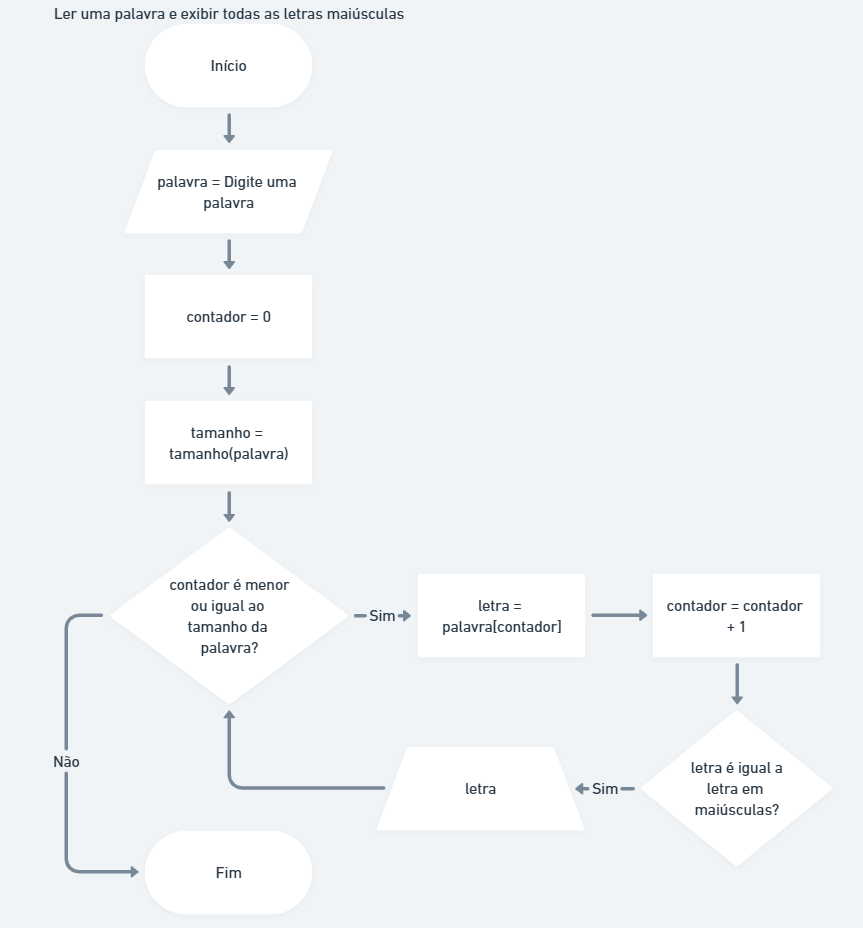 Ler uma palavra e exibir todas as letras maiúsculas
Início
palavra = Digite uma
palavra
contador = 0
tamanho =
tamanho(palavra)
contador é menor
ou igual ao
tamanho da
palavra?
Sim
letra =
palavra[contador]
contador = contador
+ 1
letra é igual a
letra em
maiúsculas?
Sim
letra
Não
Fim